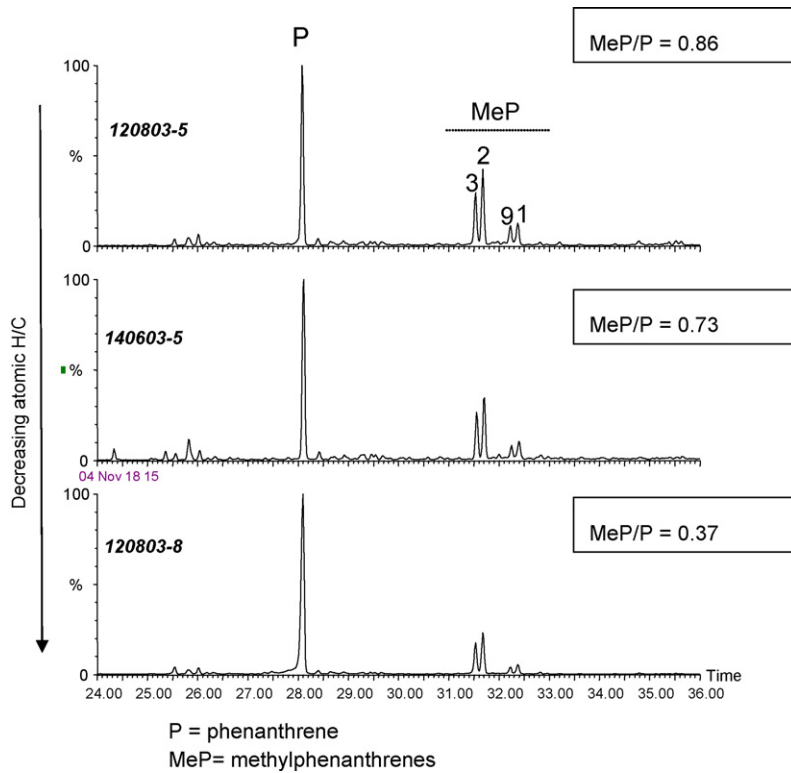 P
MeP/P = 0.86
100
MeP
120803-5
2
3
%
9 1
0
MeP/P = 0.73
100
140603-5
%
Decreasing atomic H/C
0
04 Nov 18 15
MeP/P = 0.37
100
120803-8
%
0
Time
24.00 25.00 26.00 27.00 28.00 29.00 30.00 31.00 32.00 33.00 34.00 35.00 36.00
P = phenanthrene
MeP= methylphenanthrenes